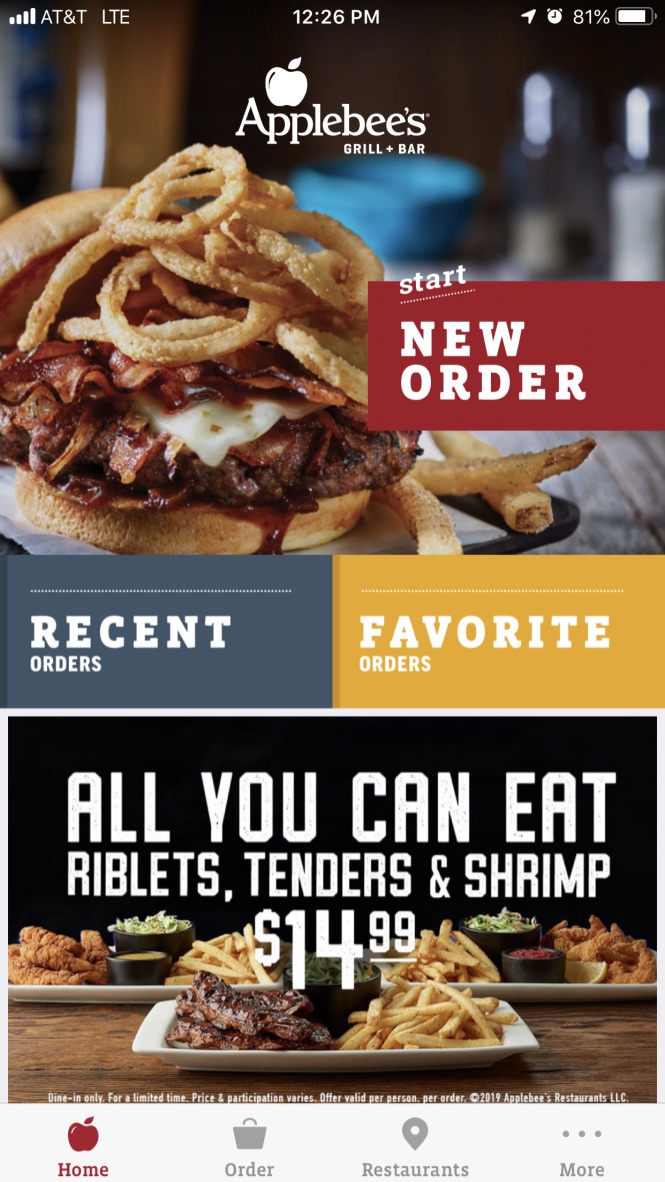 AT&T LTE 12:26 PM 81%
Applebee's
GRILL + BAR
start
NEW
ORDER
RECENT
ORDERS
FAVORITE
ORDERS
ALL YOU CAN EAT
RIBLETS, TENDERS & SHRIMP
$14.99
Dine-in only. For a limited time. Price & participation varies. Offer valid per person, per order. ©2019 Applebee's Restaurants LLC.
Home Order Restaurants More